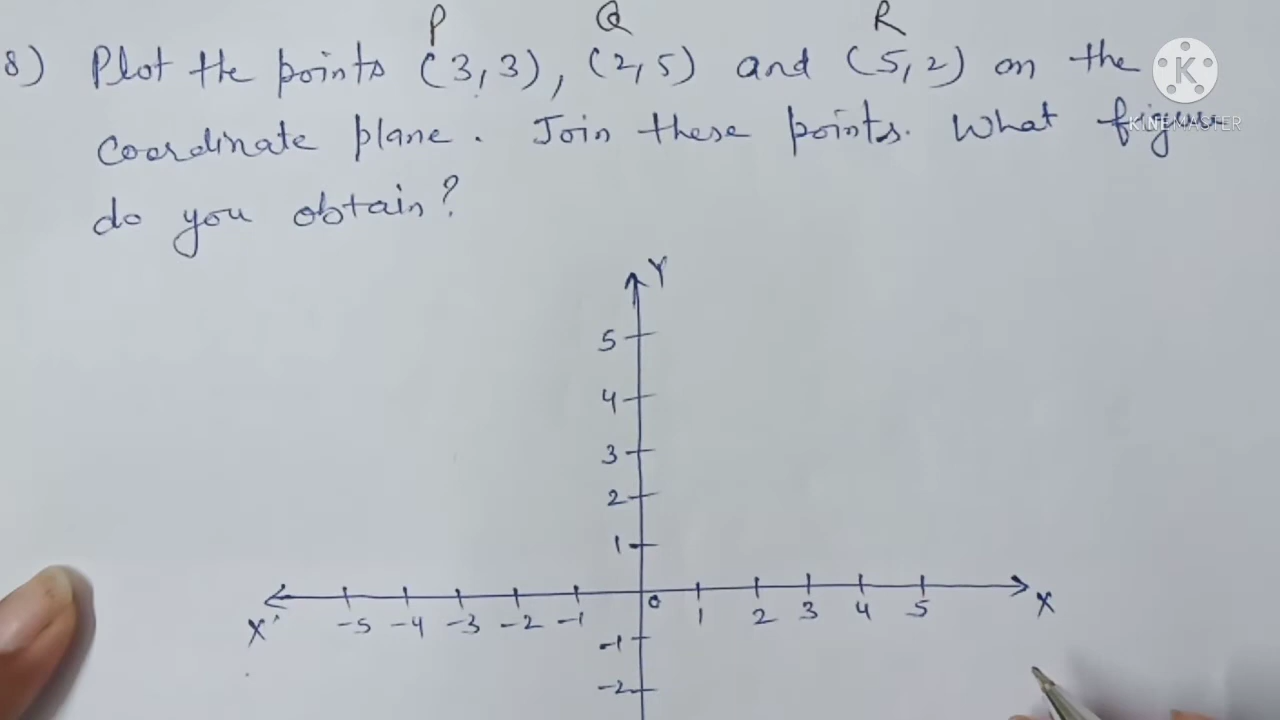 P Q R
8) Plot the points (3,3), (2,5) and (5,2) on the
coordinate plane. Join these points. What figure
do you obtain?
K
KINEMASTER
Y
5
4
3
2
1
X' -5 -4 -3 -2 -1 0 1 2 3 4 5 X
-1
-2